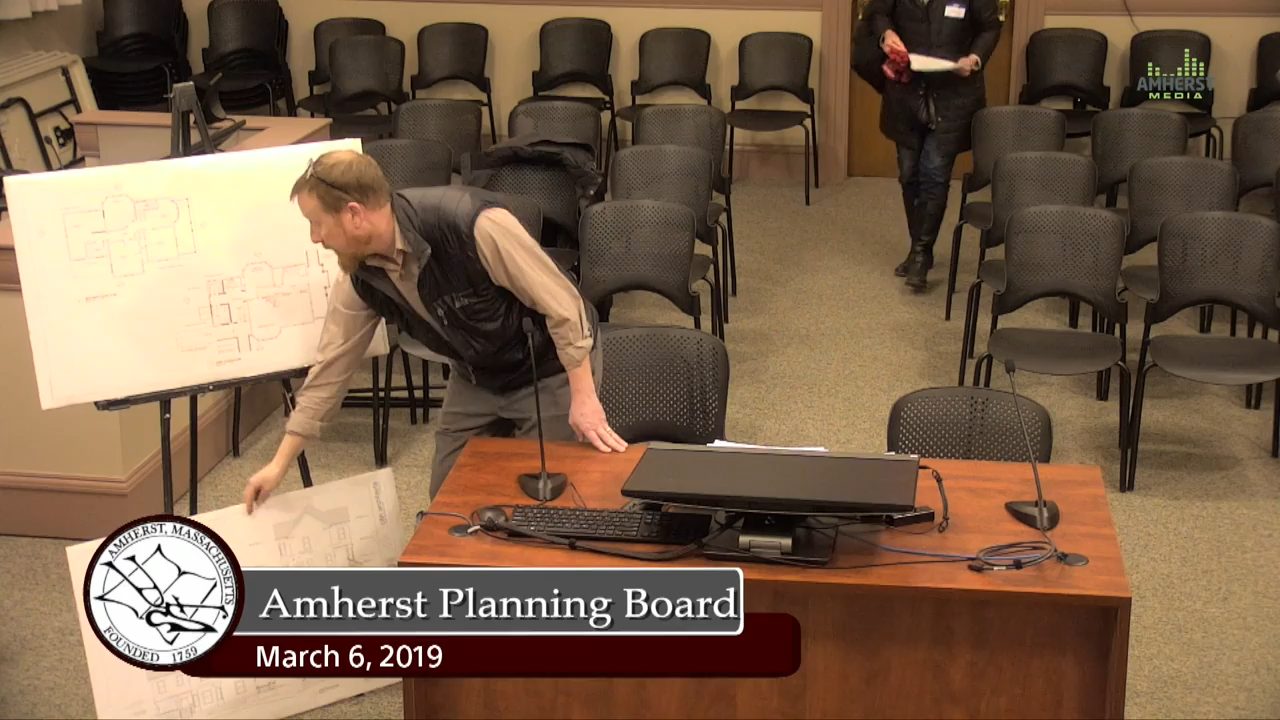 AMHERST
MEDIA
AMHERST, MASSACHUSETTS
FOUNDED 1759
Amherst Planning Board
March 6, 2019